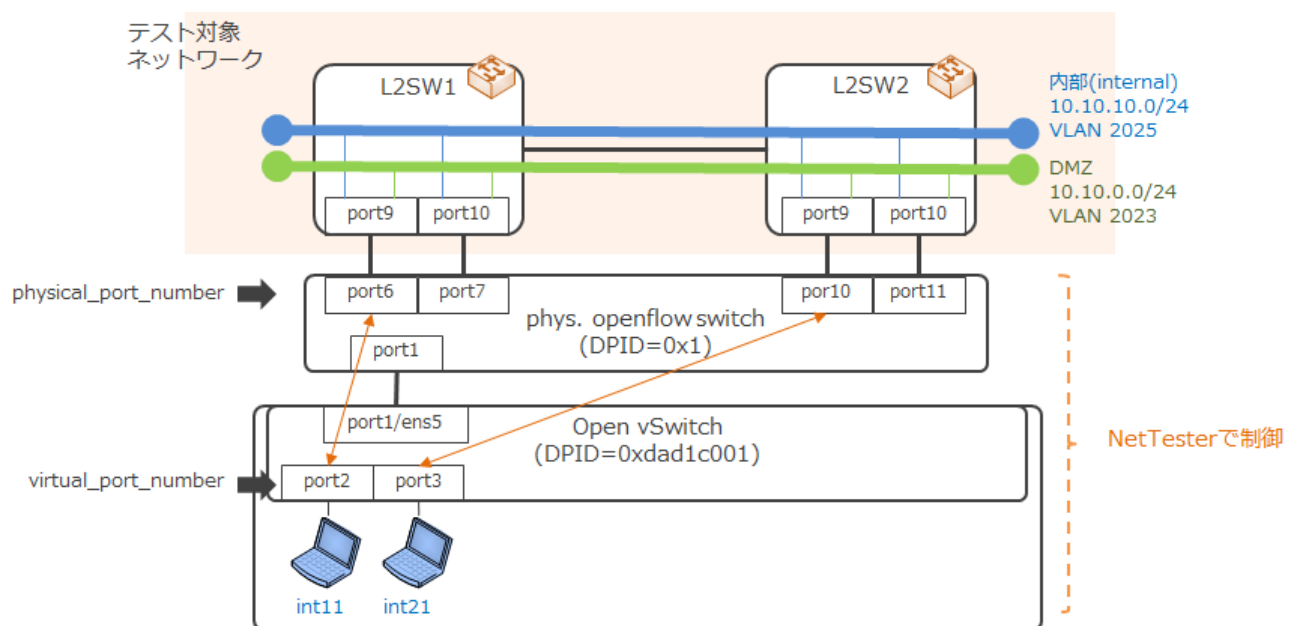 テスト対象
ネットワーク
L2SW1
L2SW2
内部(internal)
10.10.10.0/24
VLAN 2025
DMZ
10.10.0.0/24
VLAN 2023
port9
port10
port9
port10
physical_port_number
port6
port7
por10
port11
phys. openflow switch
(DPID=0x1)
port1
port1/ens5
Open vSwitch
(DPID=0xdad1c001)
NetTesterで制御
virtual_port_number
port2
port3
int11
int21